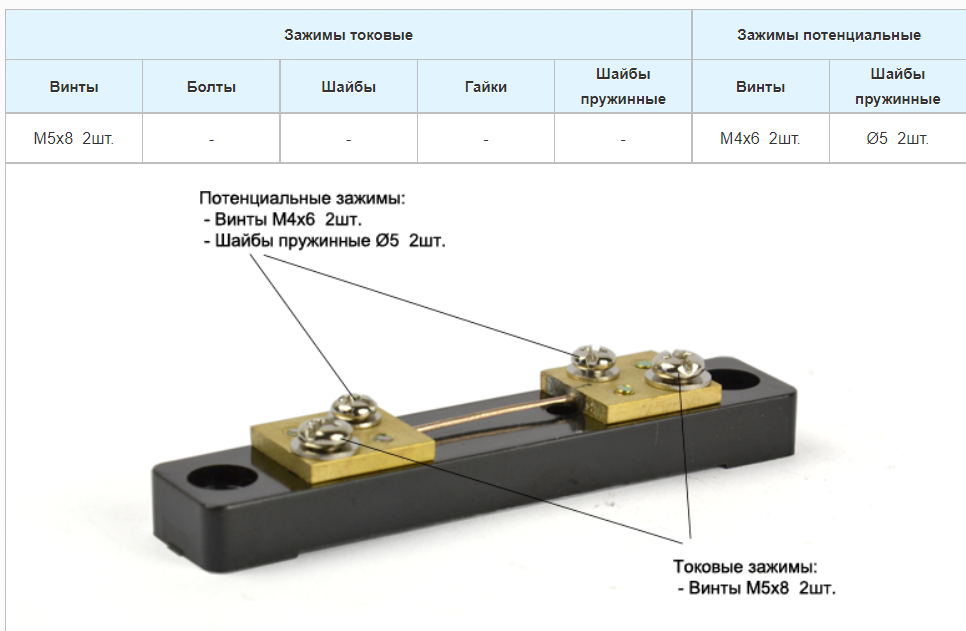 Зажимы токовые
Зажимы потенциальные
Винты
Болты
Шайбы
Гайки
Шайбы
пружинные
Винты
Шайбы
пружинные
М5х8 2шт.
-
-
-
-
М4х6 2шт.
Ø5 2шт.
Потенциальные зажимы:
- Винты М4х6 2шт.
- Шайбы пружинные Ø5 2шт.
Токовые зажимы:
- Винты М5х8 2шт.